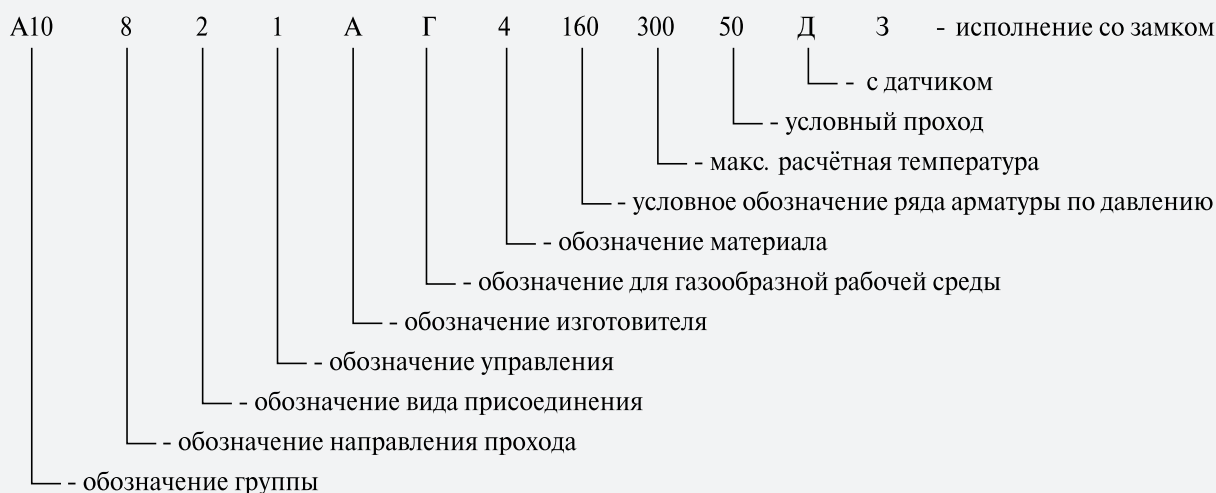 А10 8 2 1 А Г 4 160 300 50 Д З - исполнение со замком
- с датчиком
- условный проход
- макс. расчётная температура
- условное обозначение ряда арматуры по давлению
- обозначение материала
- обозначение для газообразной рабочей среды
- обозначение изготовителя
- обозначение управления
- обозначение вида присоединения
- обозначение направления прохода
- обозначение группы